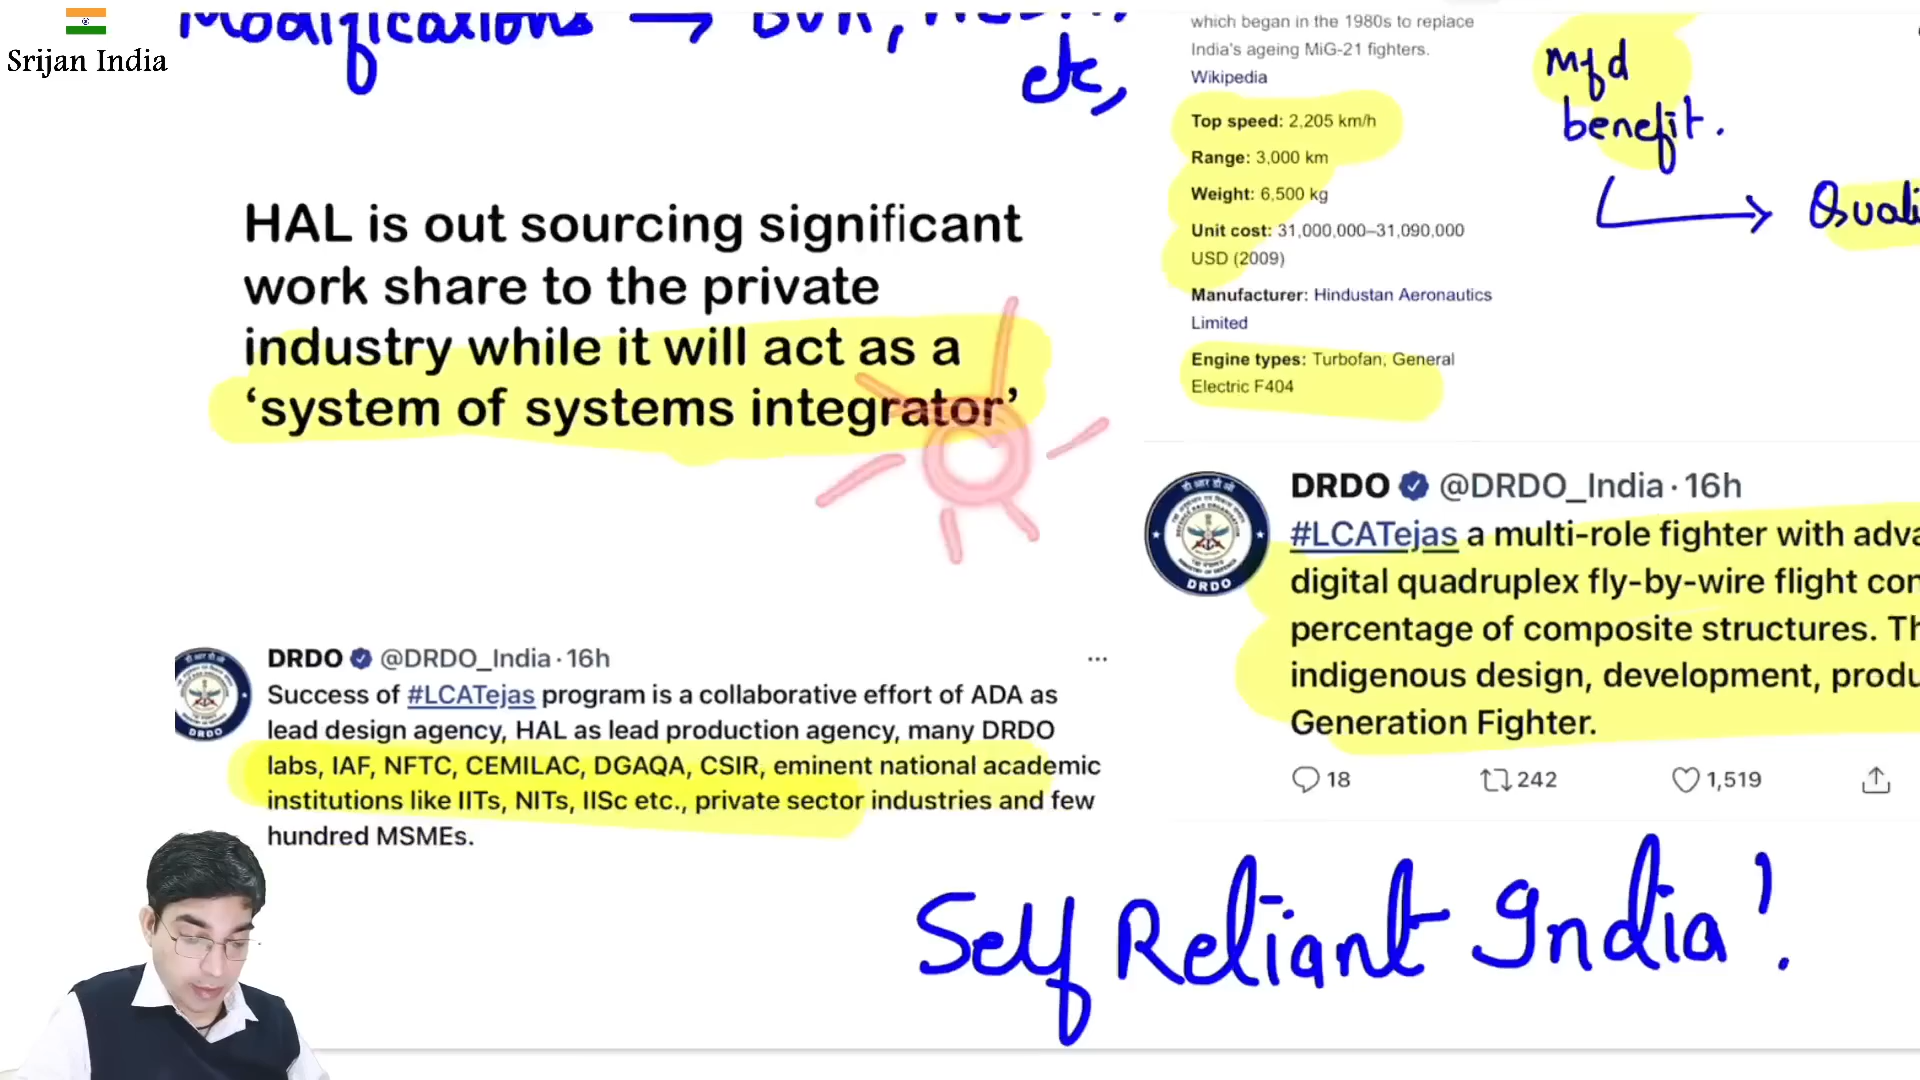 Srijan India
Modifications → BVR,
etc,
HAL is out sourcing significant
work share to the private
industry while it will act as a
‘system of systems integrator’
DRDO @DRDO_India · 16h
Success of #LCATejas program is a collaborative effort of ADA as
lead design agency, HAL as lead production agency, many DRDO
labs, IAF, NFTC, CEMILAC, DGAQA, CSIR, eminent national academic
institutions like IITs, NITs, IISc etc., private sector industries and few
hundred MSMEs.
which began in the 1980s to replace
India's ageing MiG-21 fighters.
Wikipedia
Top speed: 2,205 km/h
Range: 3,000 km
Weight: 6,500 kg
Unit cost: 31,000,000–31,090,000
USD (2009)
Manufacturer: Hindustan Aeronautics
Limited
Engine types: Turbofan, General
Electric F404
Mfd
benefit.
DRDO @DRDO_India · 16h
#LCATejas a multi-role fighter with
digital quadruplex fly-by-wire flight
percentage of composite structures.
indigenous design, development,
Generation Fighter.
18 242 1,519
DRDO
DRDO
Self Reliant India!